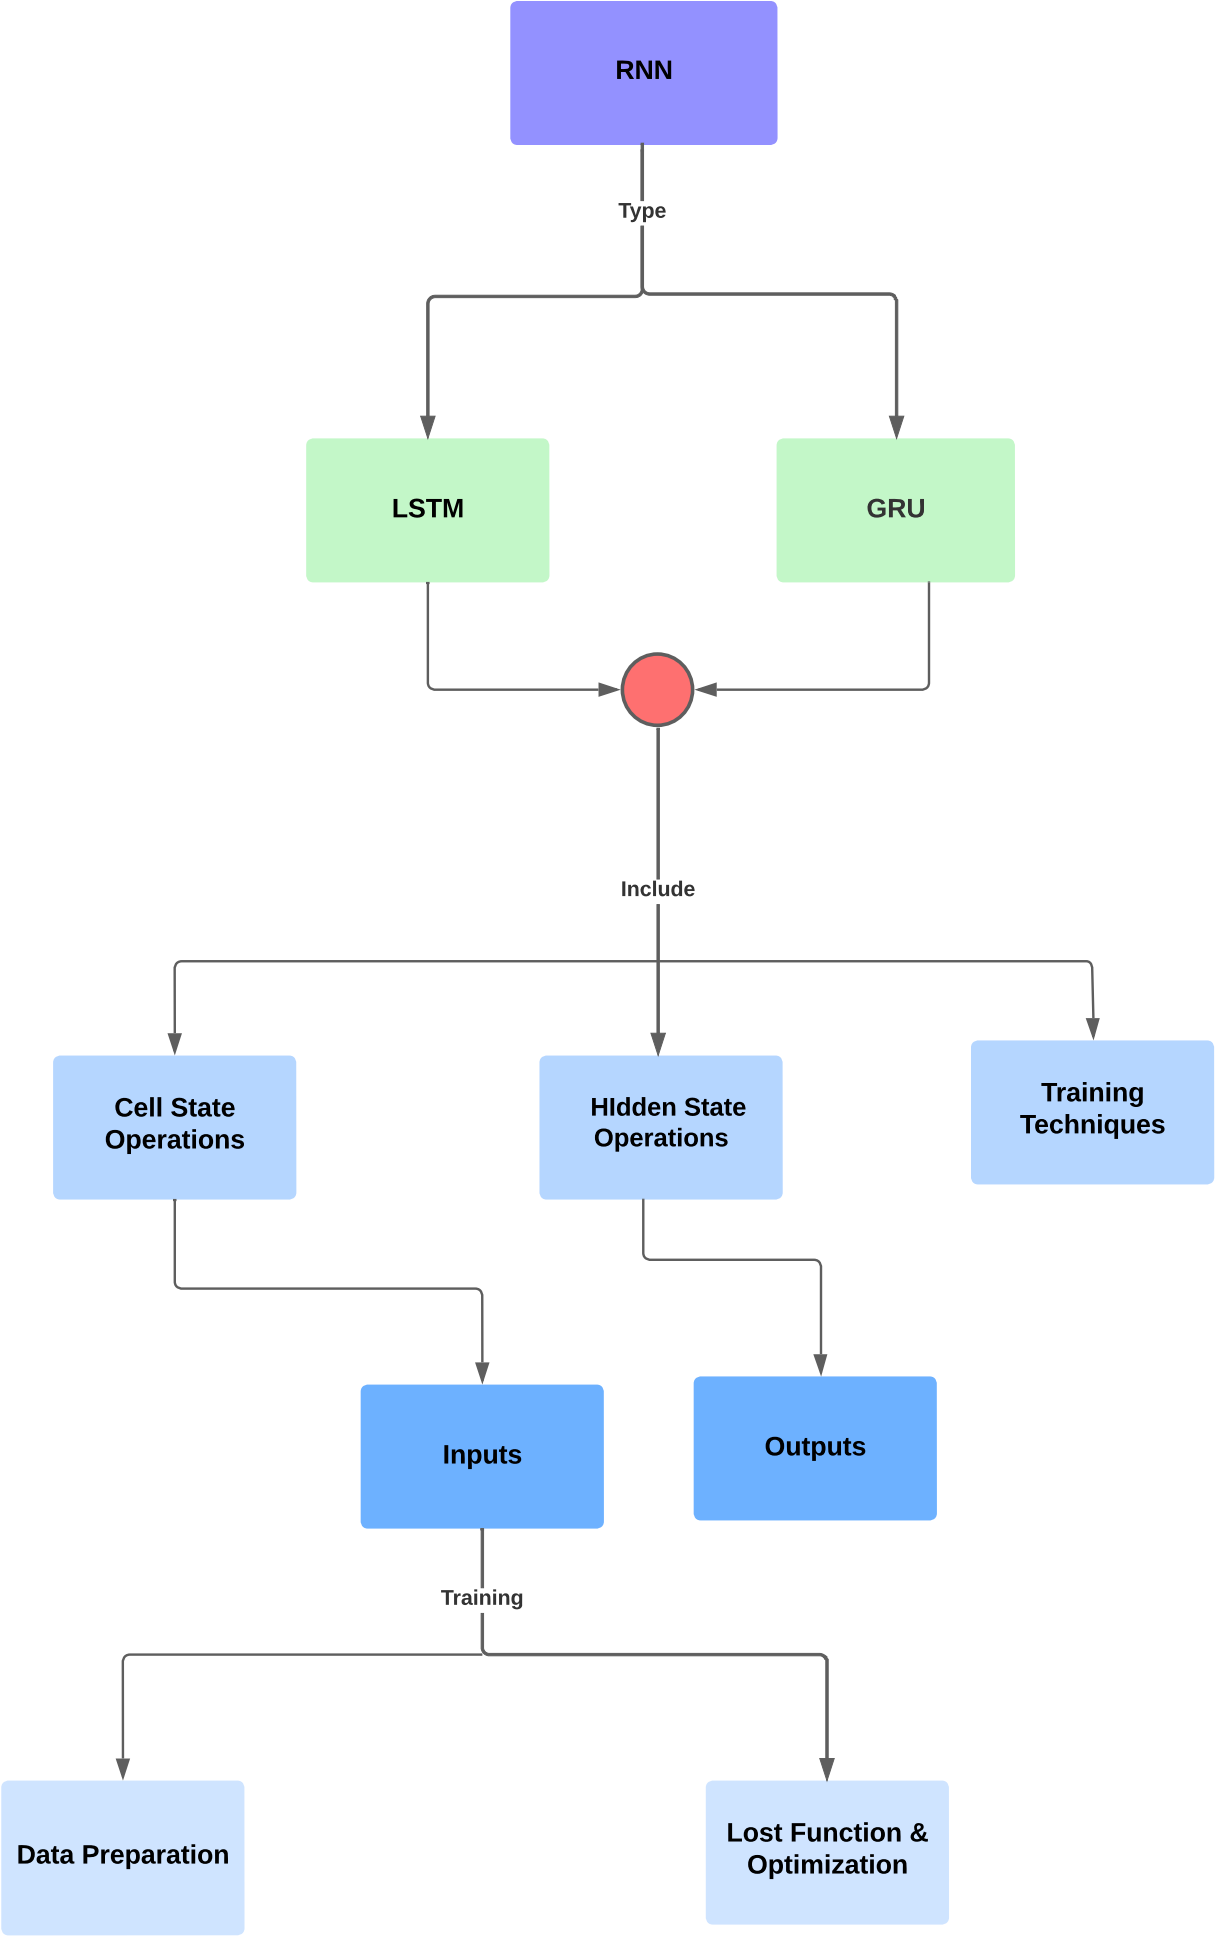 RNN
Type
LSTM
GRU
Include
Cell State
Operations
HIdden State
Operations
Training
Techniques
Inputs
Outputs
Training
Data Preparation
Lost Function &
Optimization